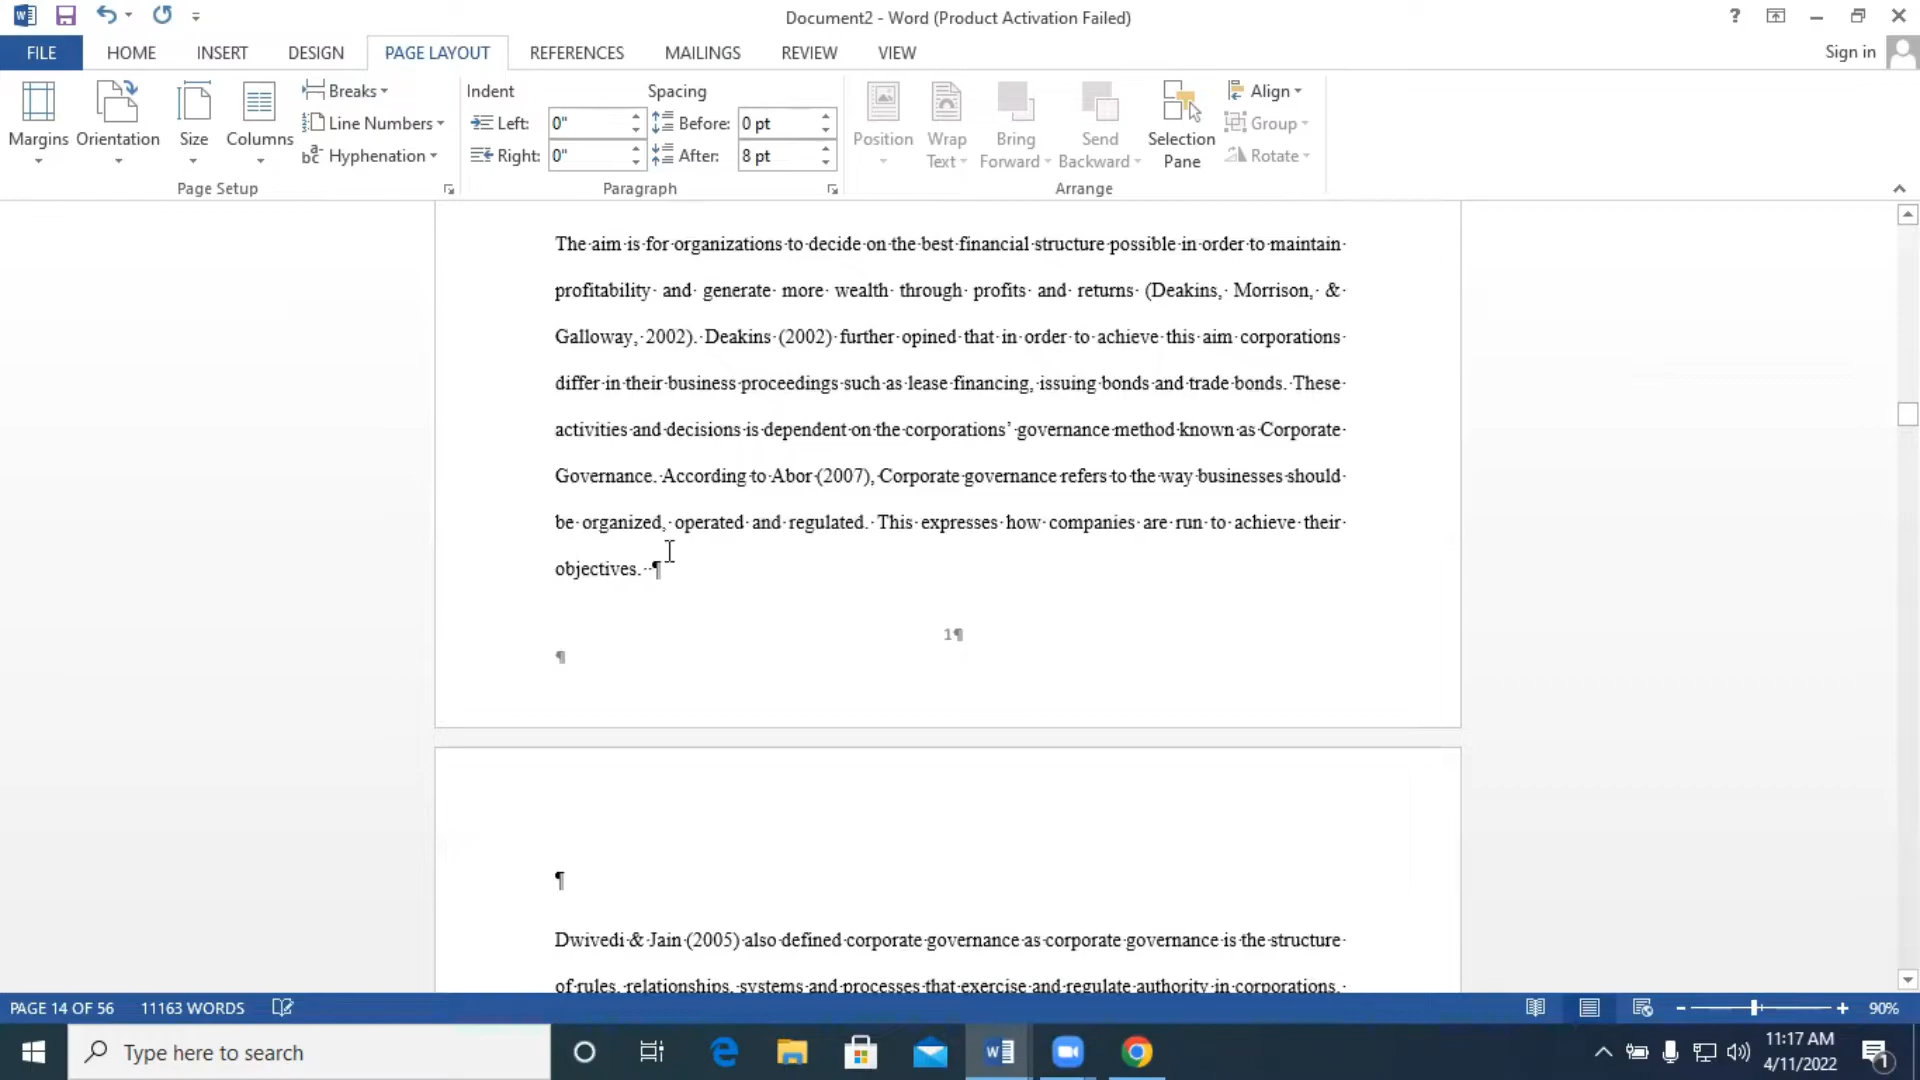 Document2 - Word (Product Activation Failed)
FILE HOME INSERT DESIGN PAGE LAYOUT REFERENCES MAILINGS REVIEW VIEW Sign in
Margins Orientation Size Columns
Breaks
Line Numbers
Hyphenation
Page Setup
Indent Spacing
Left: 0" Before: 0 pt
Right: 0" After: 8 pt
Paragraph
Position Wrap Text Bring Forward Send Backward Selection Pane
Align
Group
Rotate
Arrange
The aim is for organizations to decide on the best financial structure possible in order to maintain
profitability and generate more wealth through profits and returns (Deakins, Morrison, &
Galloway, 2002). Deakins (2002) further opined that in order to achieve this aim corporations
differ in their business proceedings such as lease financing, issuing bonds and trade bonds. These
activities and decisions is dependent on the corporations’ governance method known as Corporate
Governance. According to Abor (2007), Corporate governance refers to the way businesses should
be organized, operated and regulated. This expresses how companies are run to achieve their
objectives. ¶
1¶
¶
¶
Dwivedi & Jain (2005) also defined corporate governance as corporate governance is the structure
of rules, relationships, systems and processes that exercise and regulate authority in corporations.
PAGE 14 OF 56 11163 WORDS 90%
Type here to search
11:17 AM
4/11/2022
1